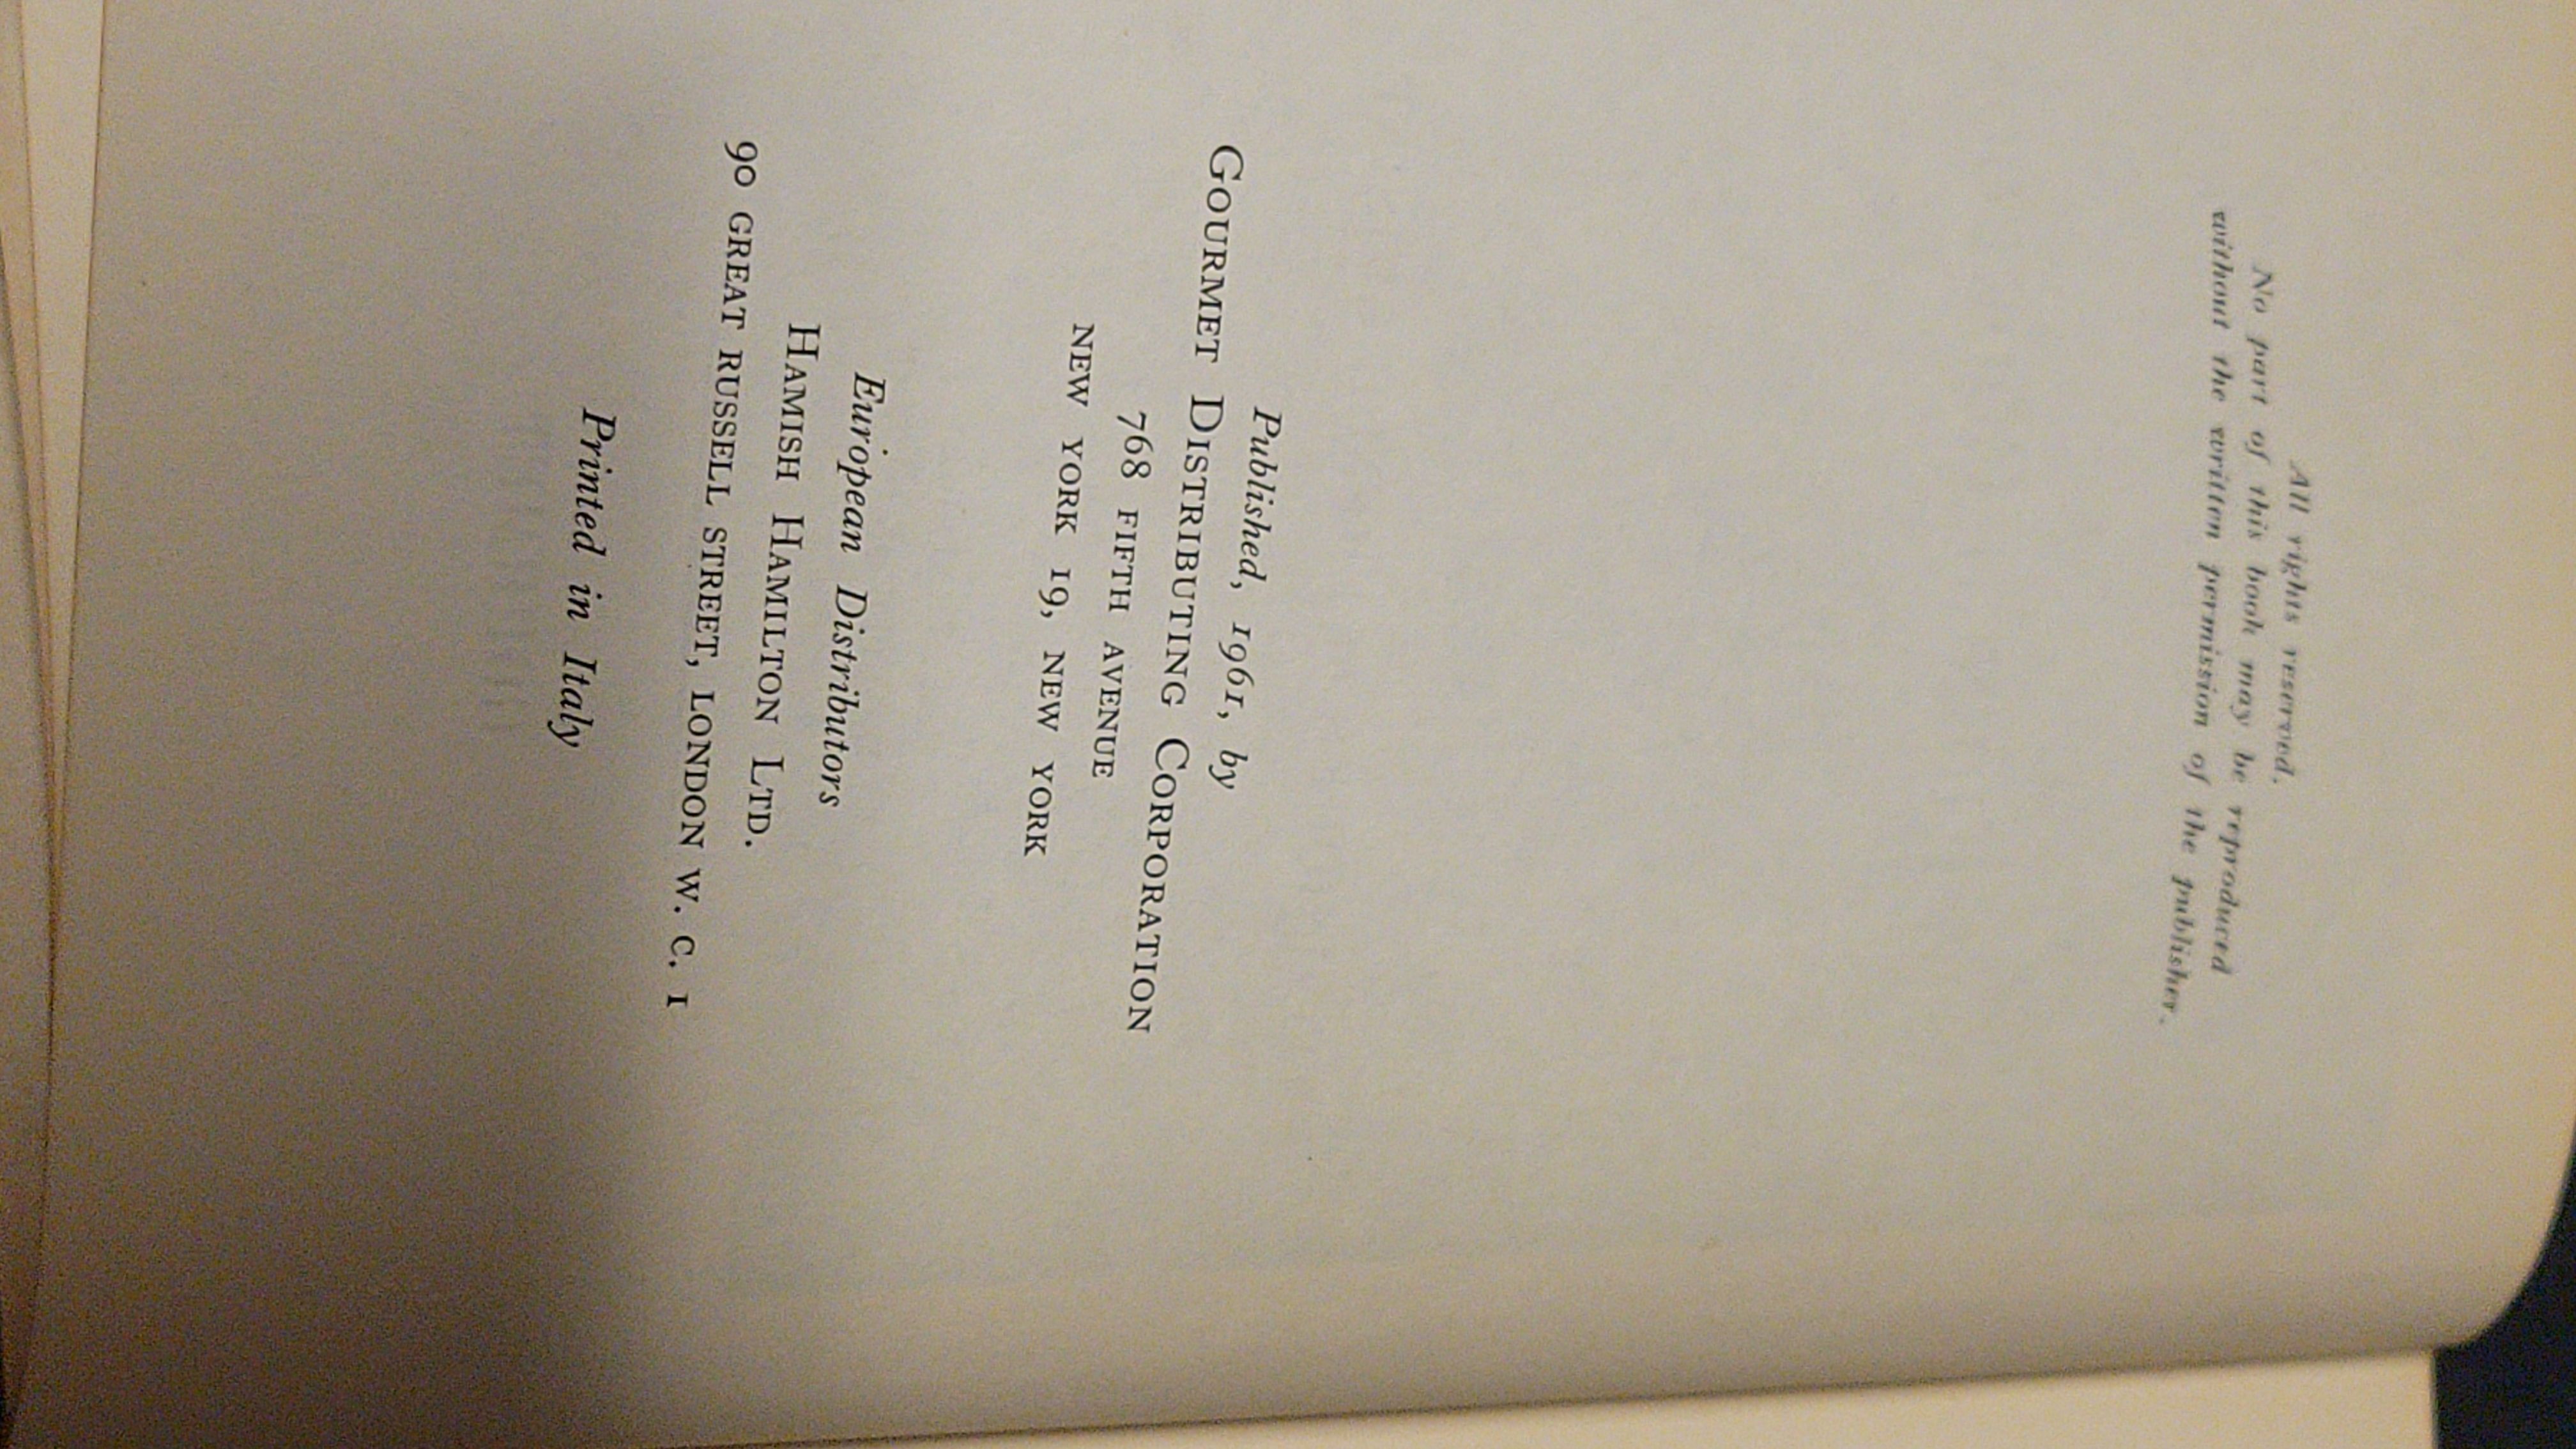 All rights reserved.
No part of this book may be reproduced
without the written permission of the publisher.
Published, 1961, by
GOURMET DISTRIBUTING CORPORATION
768 FIFTH AVENUE
NEW YORK 19, NEW YORK
European Distributors
HAMISH HAMILTON LTD.
90 GREAT RUSSELL STREET, LONDON W. C. 1
Printed in Italy